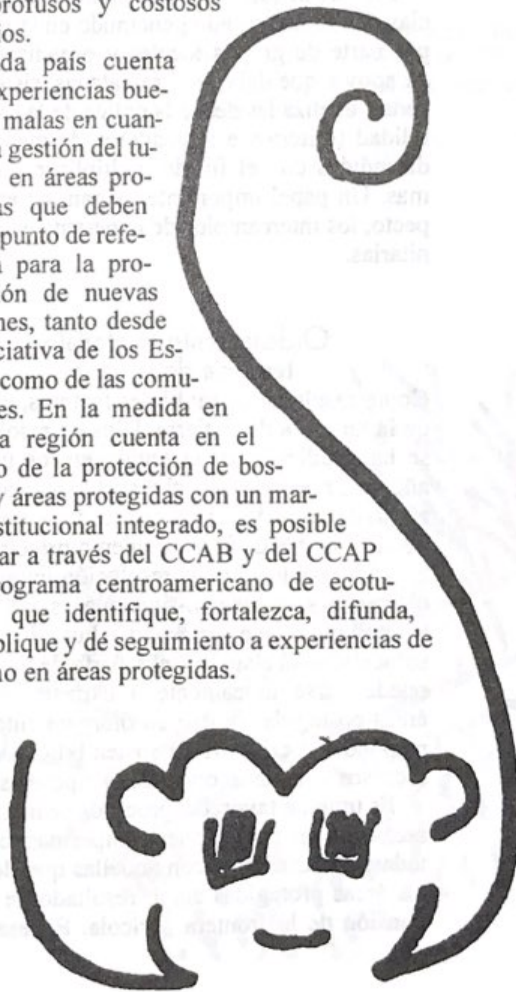 profusos y costosos
da país cuenta
xperiencias bue-
malas en cuan-
a gestión del tu-
en áreas pro-
as que deben
punto de refe-
para la pro-
ón de nuevas
nes, tanto desde
ciativa de los Es-
como de las comu-
es. En la medida en
a región cuenta en el
o de la protección de bos-
y áreas protegidas con un mar-
stitucional integrado, es posible
ar a través del CCAB y del CCAP
rograma centroamericano de ecotu-
que identifique, fortalezca, difunda,
plique y dé seguimiento a experiencias de
no en áreas protegidas.